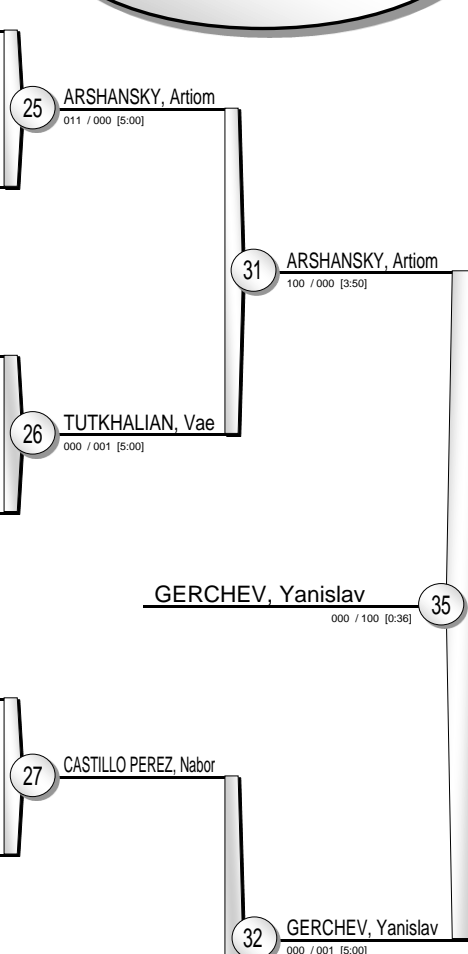 25
ARSHANSKY, Artiom
011 / 000 [5:00]
31
ARSHANSKY, Artiom
100 / 000 [3:50]
26
TUTKHALIAN, Vae
000 / 001 [5:00]
GERCHEV, Yanislav
000 / 100 [0:36]
35
27
CASTILLO PEREZ, Nabor
32
GERCHEV, Yanislav
000 / 001 [5:00]